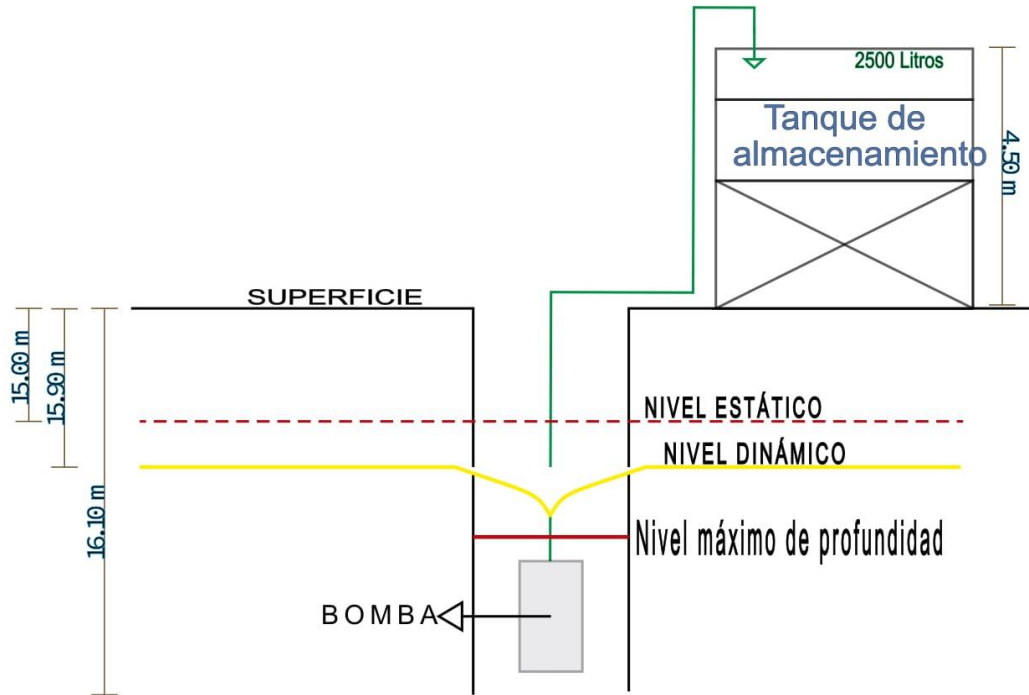 2500 Litros
Tanque de
almacenamiento
4.50 m
SUPERFICIE
15.00 m
15.90 m
16.10 m
NIVEL ESTÁTICO
NIVEL DINÁMICO
Nivel máximo de profundidad
BOMBA